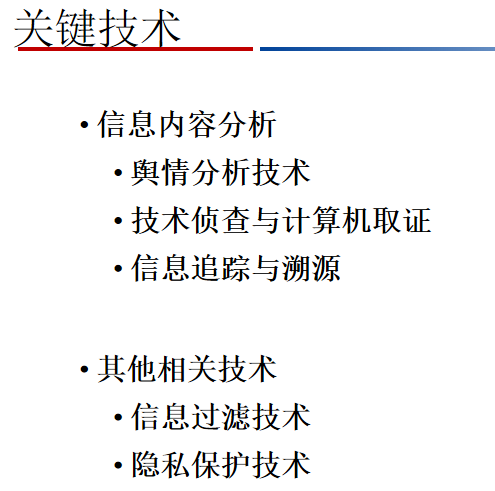 关键技术
• 信息内容分析
• 舆情分析技术
• 技术侦查与计算机取证
• 信息追踪与溯源
• 其他相关技术
• 信息过滤技术
• 隐私保护技术